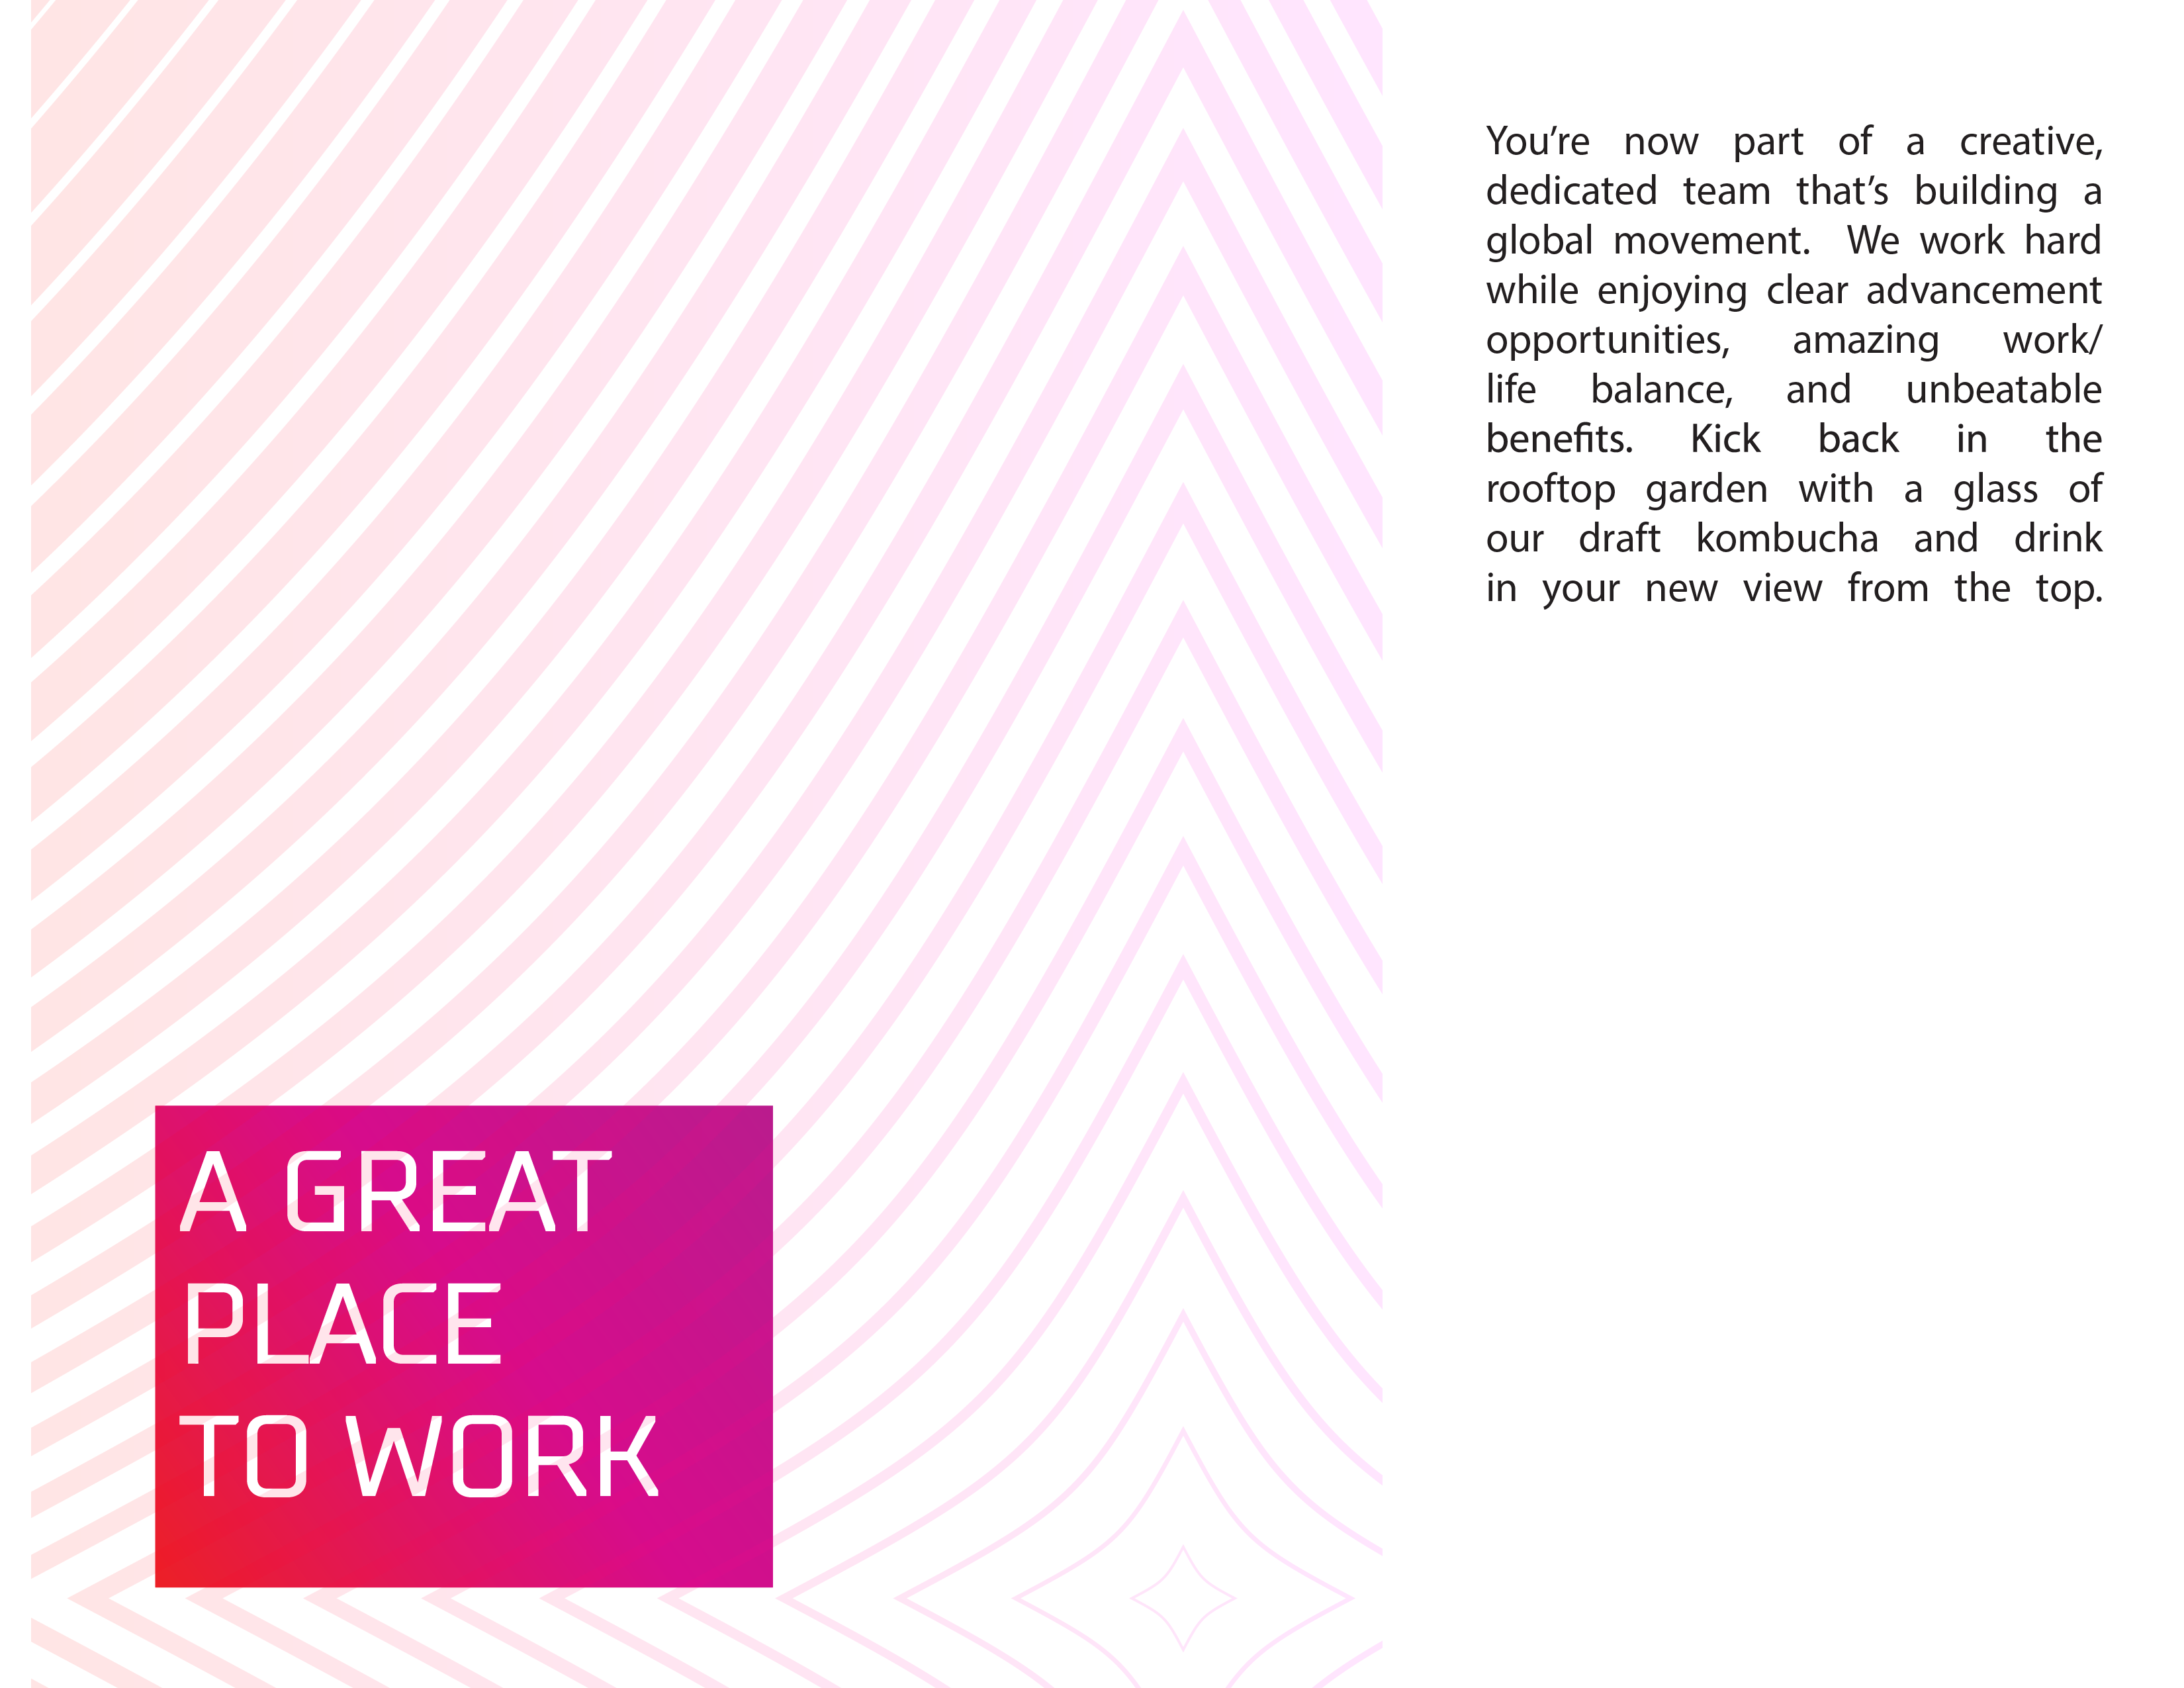 You’re now part of a creative,
dedicated team that’s building a
global movement.  We work hard
while enjoying clear advancement
opportunities, amazing work/
life balance, and unbeatable
benefits. Kick back in the
rooftop garden with a glass of
our draft kombucha and drink
in your new view from the top.
A GREAT
PLACE
TO WORK